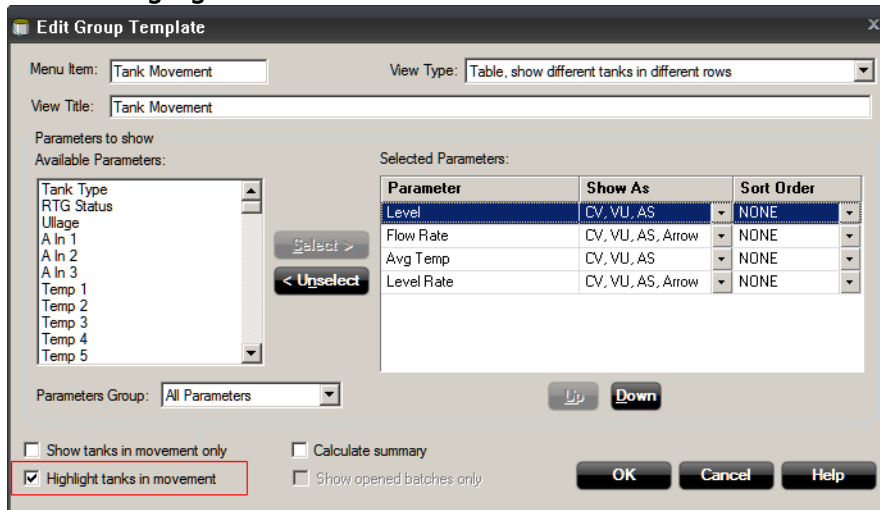 Edit Group Template
x
Menu Item: Tank Movement View Type: Table, show different tanks in different rows
View Title: Tank Movement
Parameters to show
Available Parameters: Selected Parameters:
Tank Type
RTG Status
Ullage
A In 1
A In 2
A In 3
Temp 1
Temp 2
Temp 3
Temp 4
Temp 5
Select >
< Unselect
Parameter Show As Sort Order
Level CV, VU, AS NONE
Flow Rate CV, VU, AS, Arrow NONE
Avg Temp CV, VU, AS NONE
Level Rate CV, VU, AS, Arrow NONE
Parameters Group: All Parameters
Up Down
Show tanks in movement only Calculate summary
Highlight tanks in movement Show opened batches only
OK Cancel Help